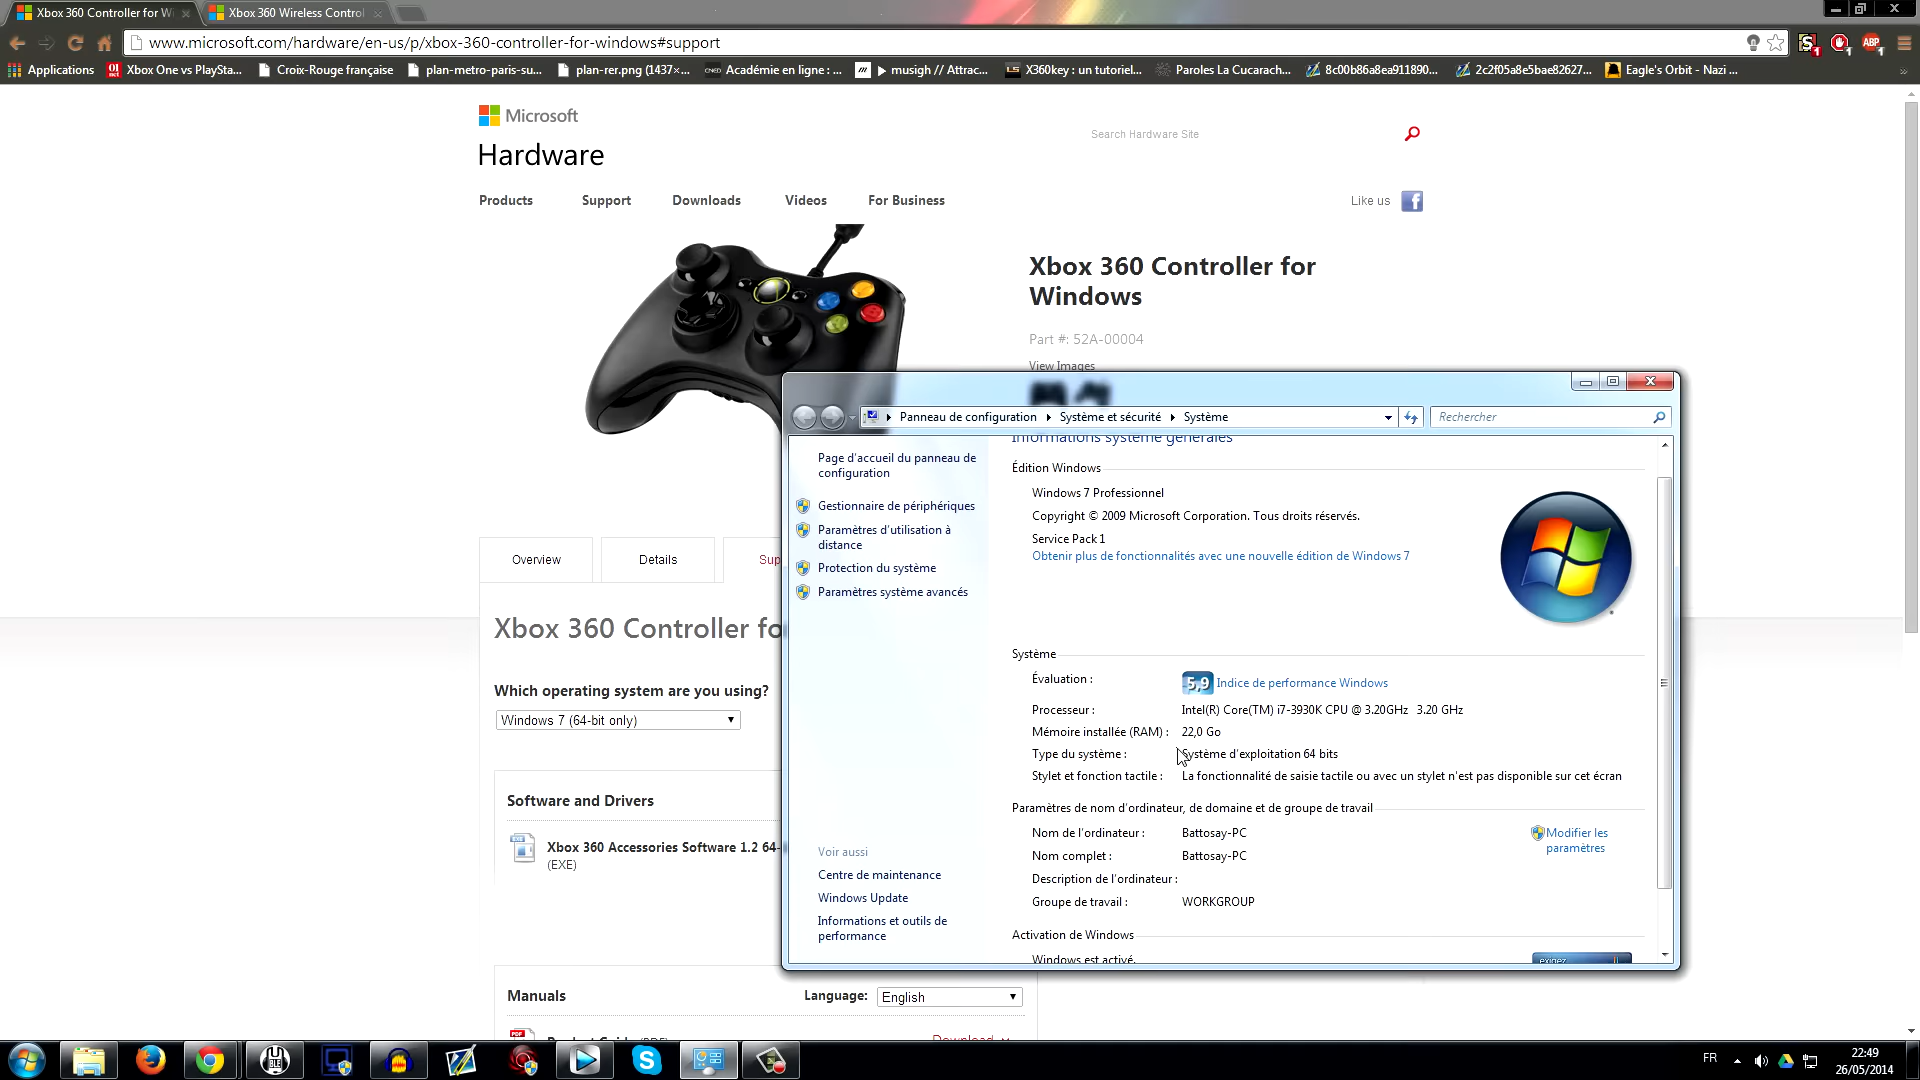 Xbox 360 Controller for Wi
Xbox 360 Wireless Control
www.microsoft.com/hardware/en-us/p/xbox-360-controller-for-windows#support
Applications
Xbox One vs PlaySta...
Croix-Rouge française
plan-metro-paris-su...
plan-rer.png (1437×...
Académie en ligne : ...
▶ musigh // Attrac...
X360key : un tutoriel...
Paroles La Cucarach...
8c00b86a8ea911890...
2c2f05a8e5bae82627...
Eagle's Orbit - Nazi ...
Microsoft
Hardware
Search Hardware Site
Products
Support
Downloads
Videos
For Business
Like us
Xbox 360 Controller for
Windows
Part #: 52A-00004
View Images
Overview
Details
Sup
Xbox 360 Controller fo
Which operating system are you using?
Windows 7 (64-bit only)
Software and Drivers
Xbox 360 Accessories Software 1.2 64-
(EXE)
Manuals
Language:
English
Panneau de configuration
Système et sécurité
Système
Rechercher
Page d'accueil du panneau de
configuration
Gestionnaire de périphériques
Paramètres d'utilisation à
distance
Protection du système
Paramètres système avancés
Voir aussi
Centre de maintenance
Windows Update
Informations et outils de
performance
Informations système générales
Édition Windows
Windows 7 Professionnel
Copyright © 2009 Microsoft Corporation. Tous droits réservés.
Service Pack 1
Obtenir plus de fonctionnalités avec une nouvelle édition de Windows 7
Système
Évaluation :
5,9 Indice de performance Windows
Processeur :
Intel(R) Core(TM) i7-3930K CPU @ 3.20GHz 3.20 GHz
Mémoire installée (RAM) :
22,0 Go
Type du système :
Système d'exploitation 64 bits
Stylet et fonction tactile :
La fonctionnalité de saisie tactile ou avec un stylet n'est pas disponible sur cet écran
Paramètres de nom d'ordinateur, de domaine et de groupe de travail
Nom de l'ordinateur :
Battosay-PC
Modifier les
paramètres
Nom complet :
Battosay-PC
Description de l'ordinateur :
Groupe de travail :
WORKGROUP
Activation de Windows
Windows est activé.
FR
22:49
26/05/2014